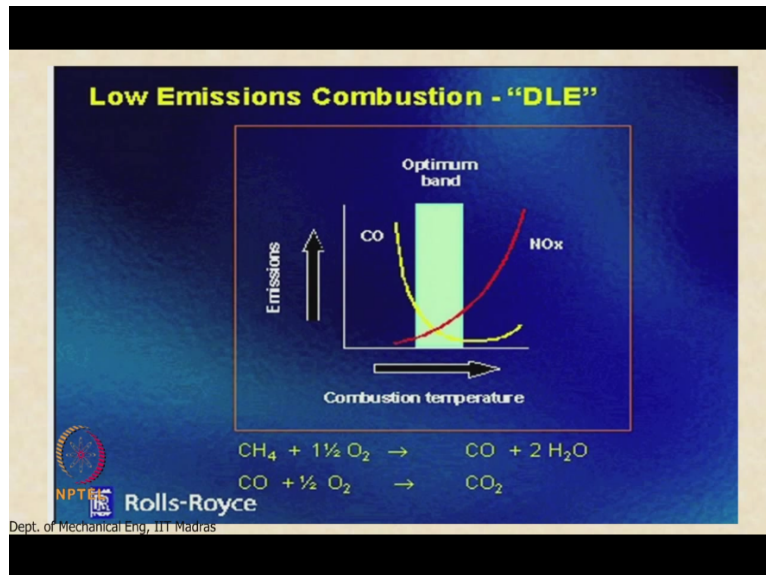 Low Emissions Combustion - “DLE”
Optimum
band
CO
NOx
Emissions
Combustion temperature
CH₄ + 1½ O₂ → CO + 2 H₂O
CO + ½ O₂ → CO₂
NPTEL
Rolls-Royce
Dept. of Mechanical Eng, IIT Madras